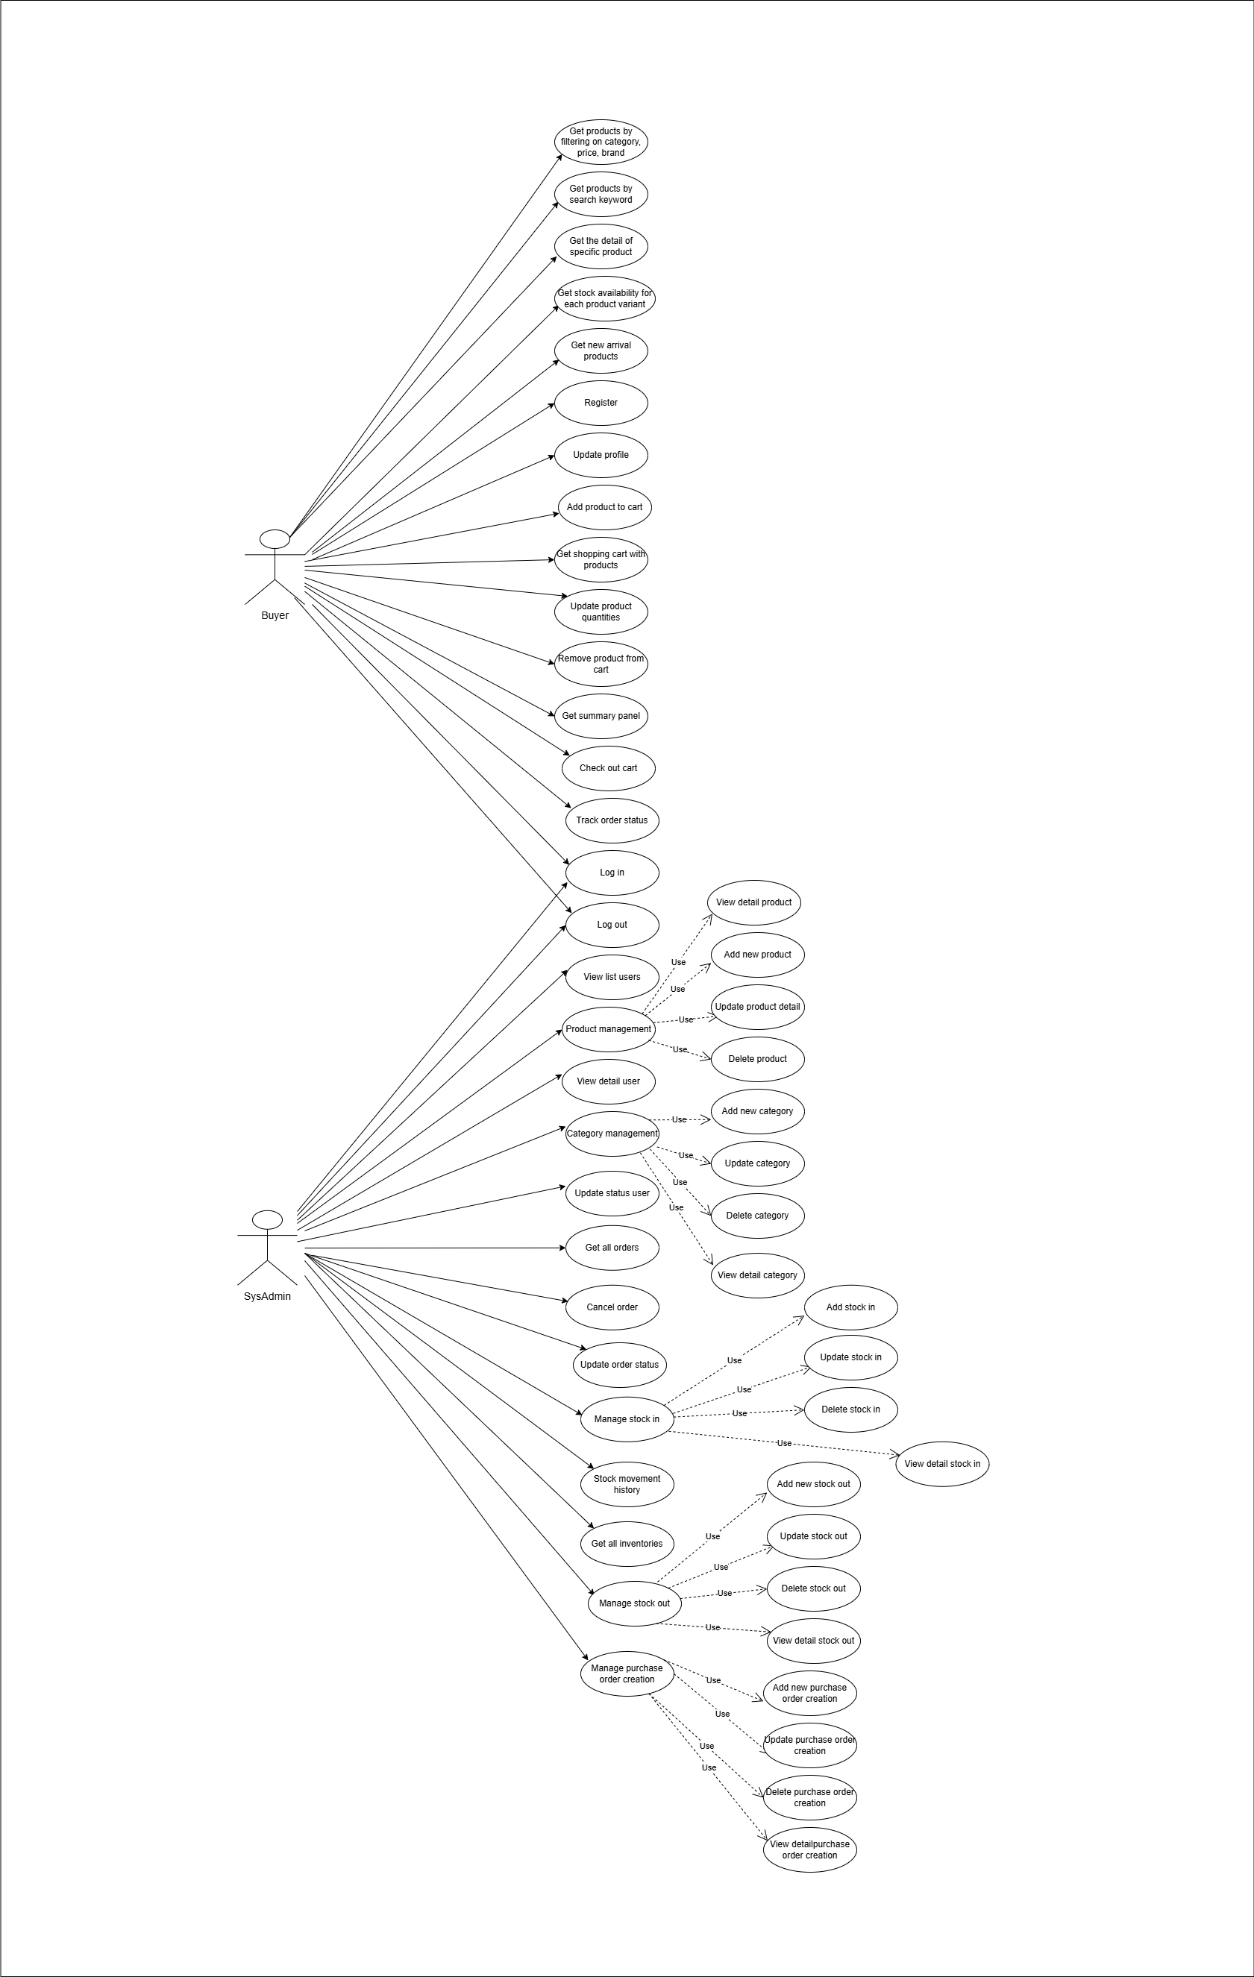 Get products by
filtering on category,
price, brand
Get products by
search keyword
Get the detail of
specific product
Get stock availability for
each product variant
Get new arrival
products
Register
Update profile
Add product to cart
Get shopping cart with
products
Update product
quantities
Buyer
Remove product from
cart
Get summary panel
Check out cart
Track order status
Log in
Log out
View list users
Product management
Use
View detail product
Use
Add new product
Use
Update product detail
Use
Delete product
View detail user
Category management
Use
Add new category
Use
Update category
Use
Delete category
Use
View detail category
Update status user
Get all orders
SysAdmin
Cancel order
Update order status
Manage stock in
Use
Add stock in
Use
Update stock in
Use
Delete stock in
Use
View detail stock in
Stock movement
history
Get all inventories
Manage stock out
Use
Add new stock out
Use
Update stock out
Use
Delete stock out
Use
View detail stock out
Manage purchase
order creation
Use
Add new purchase
order creation
Use
Update purchase order
creation
Use
Delete purchase order
creation
Use
View detailpurchase
order creation